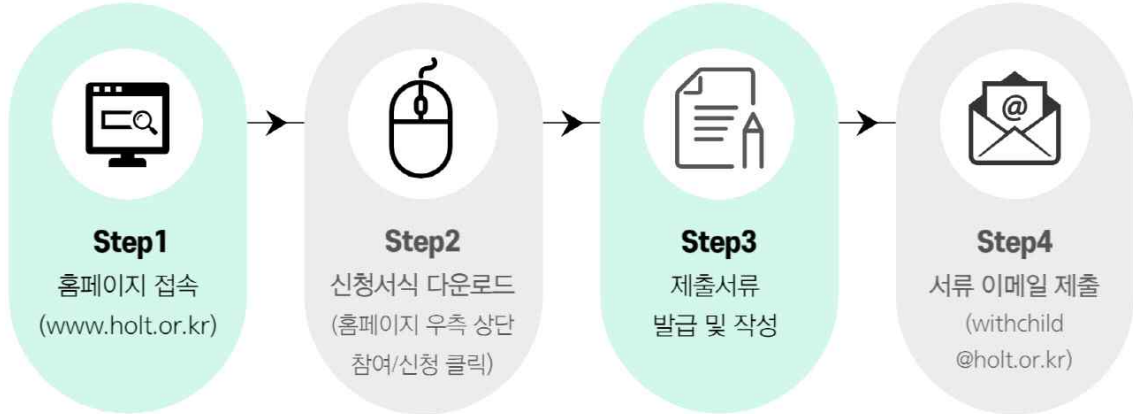 Step1
홈페이지 접속
(www.holt.or.kr)
Step2
신청서식 다운로드
(홈페이지 우측 상단
참여/신청 클릭)
Step3
제출서류
발급 및 작성
@
Step4
서류 이메일 제출
(withchild
@holt.or.kr)